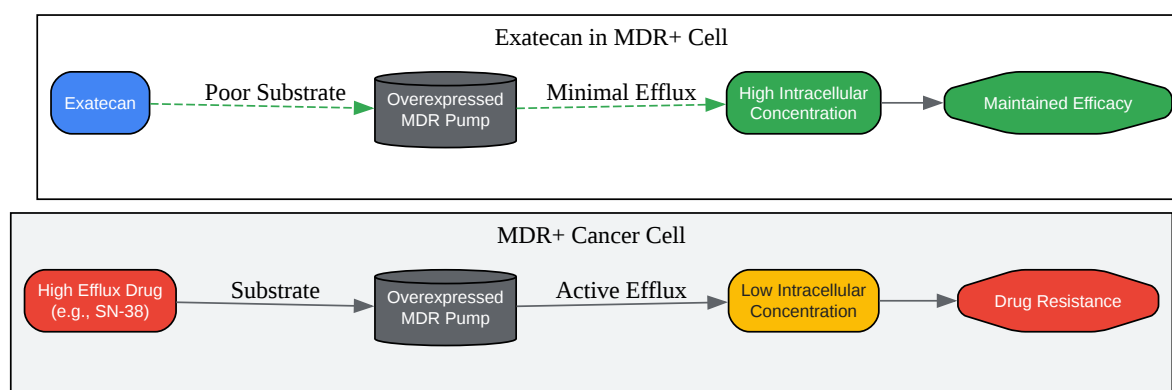 Exatecan in MDR+ Cell
Exatecan
Poor Substrate
Overexpressed
MDR Pump
Minimal Efflux
High Intracellular
Concentration
Maintained Efficacy
MDR+ Cancer Cell
High Efflux Drug
(e.g., SN-38)
Substrate
Overexpressed
MDR Pump
Active Efflux
Low Intracellular
Concentration
Drug Resistance